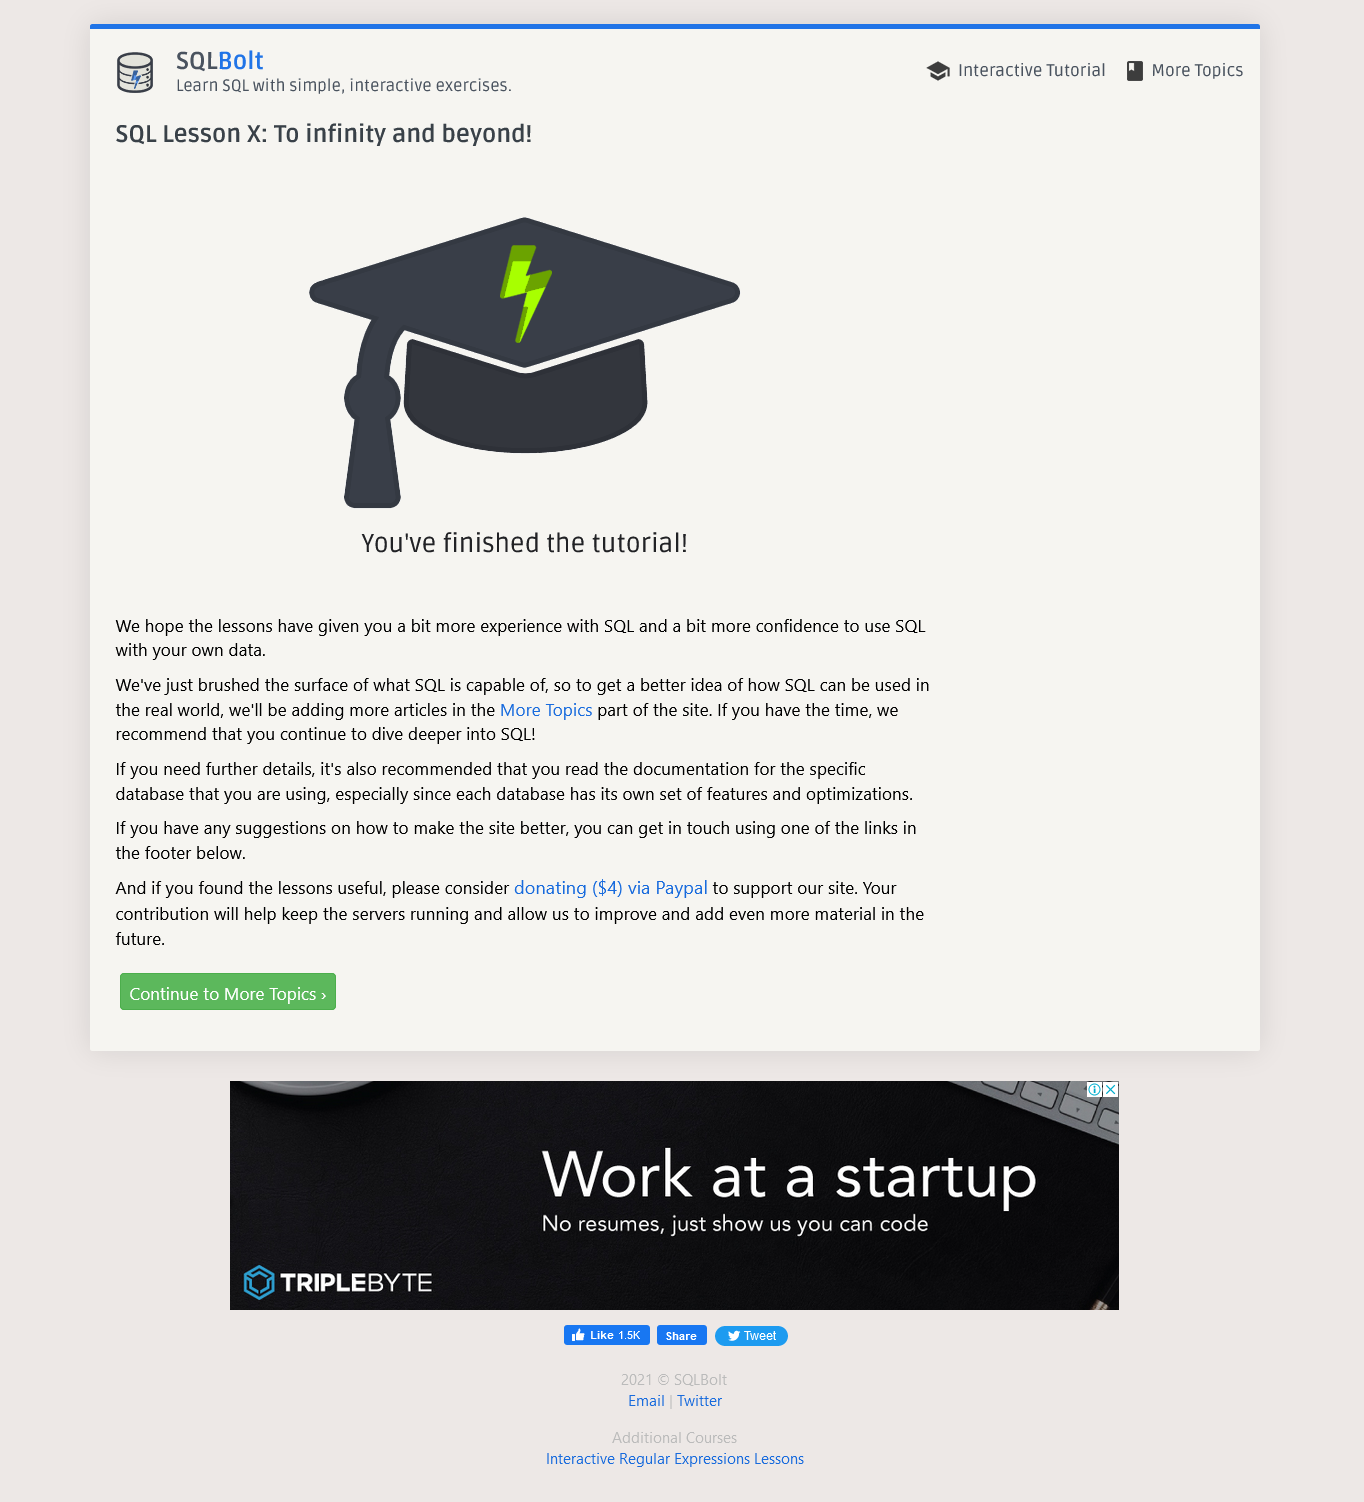 SQLBolt
Learn SQL with simple, interactive exercises.
Interactive Tutorial
More Topics
SQL Lesson X: To infinity and beyond!
You've finished the tutorial!
We hope the lessons have given you a bit more experience with SQL and a bit more confidence to use SQL
with your own data.
We've just brushed the surface of what SQL is capable of, so to get a better idea of how SQL can be used in
the real world, we'll be adding more articles in the More Topics part of the site. If you have the time, we
recommend that you continue to dive deeper into SQL!
If you need further details, it's also recommended that you read the documentation for the specific
database that you are using, especially since each database has its own set of features and optimizations.
If you have any suggestions on how to make the site better, you can get in touch using one of the links in
the footer below.
And if you found the lessons useful, please consider donating ($4) via Paypal to support our site. Your
contribution will help keep the servers running and allow us to improve and add even more material in the
future.
Continue to More Topics ›
Work at a startup
No resumes, just show us you can code
TRIPLEBYTE
Like 1.5K
Share
Tweet
2021 © SQLBolt
Email | Twitter
Additional Courses
Interactive Regular Expressions Lessons